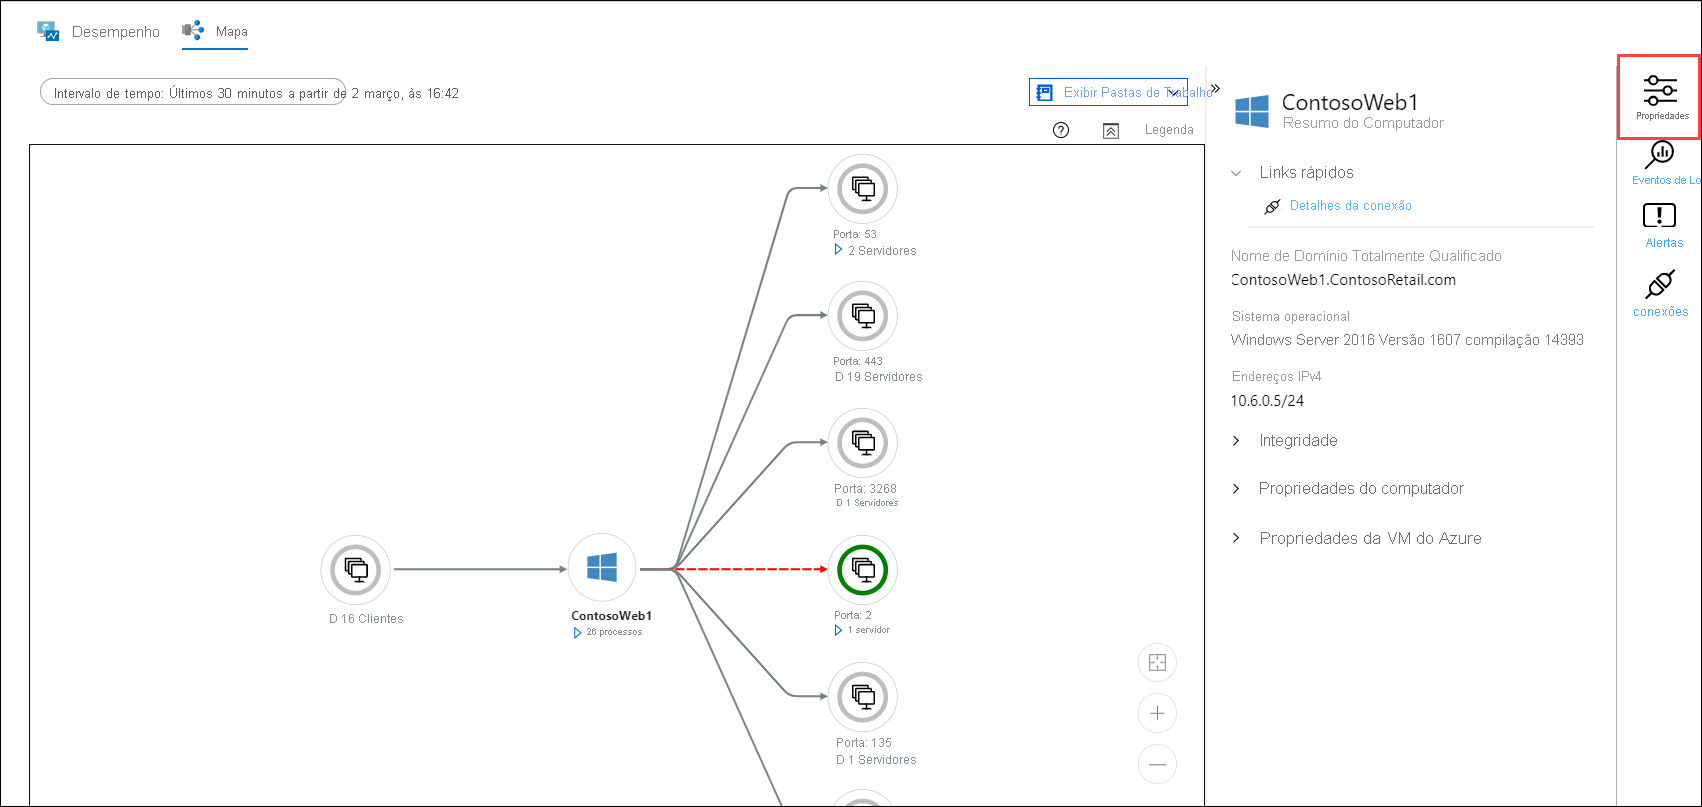 Desempenho
Mapa
Intervalo de tempo: Últimos 30 minutos a partir de 2 março, às 16:42
Exibir Pastas de Trabalho
Legenda
Porta: 53
2 Servidores
Porta: 443
D 19 Servidores
Porta: 3268
D 1 Servidores
D 16 Clientes
ContosoWeb1
26 processos
Porta: 2
1 servidor
Porta: 135
D 1 Servidores
ContosoWeb1
Resumo do Computador
Links rápidos
Detalhes da conexão
Nome de Domínio Totalmente Qualificado
ContosoWeb1.ContosoRetail.com
Sistema operacional
Windows Server 2016 Versão 1607 compilação 14393
Endereços IPv4
10.6.0.5/24
Integridade
Propriedades do computador
Propriedades da VM do Azure
Propriedades
Eventos de Lo
Alertas
conexões